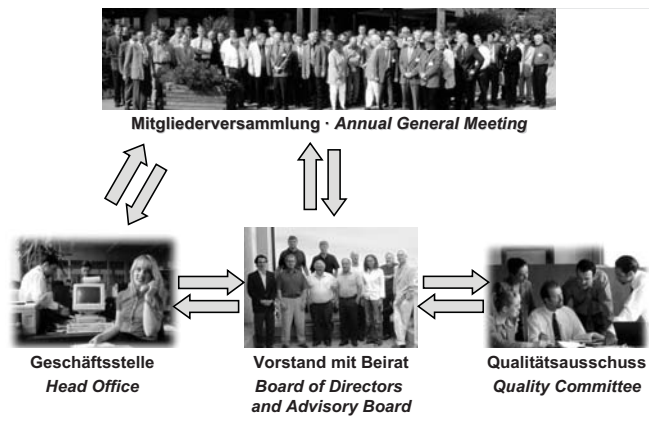 Mitgliederversammlung · Annual General Meeting
Geschäftsstelle
Head Office
Vorstand mit Beirat
Board of Directors
and Advisory Board
Qualitätsausschuss
Quality Committee